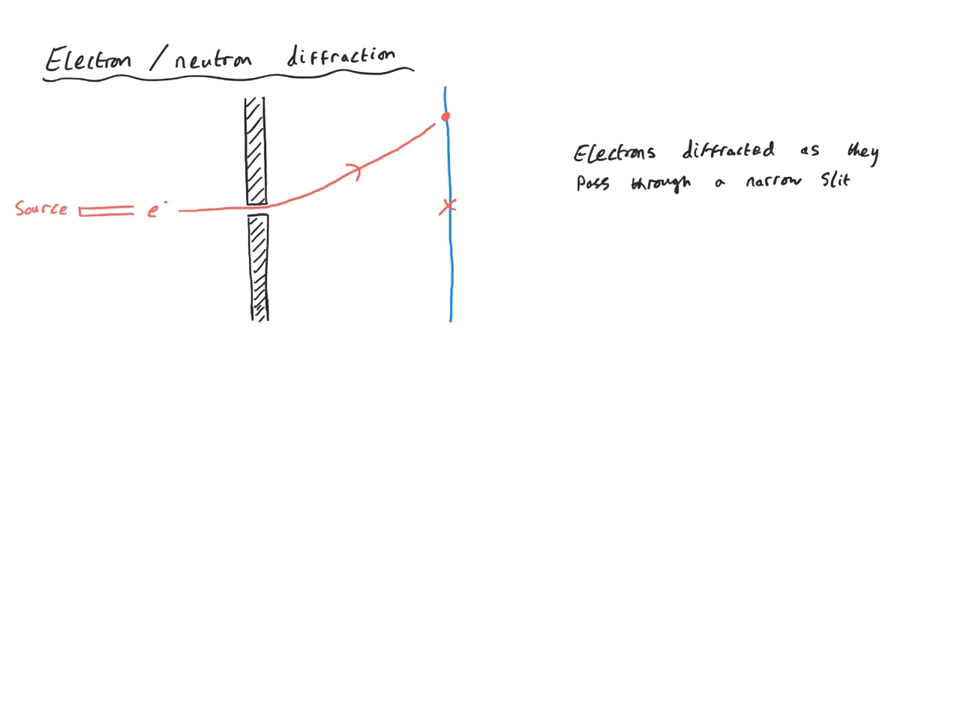 Electron / neutron diffraction
Electrons diffracted as they
Pass through a narrow slit
Source e⁻